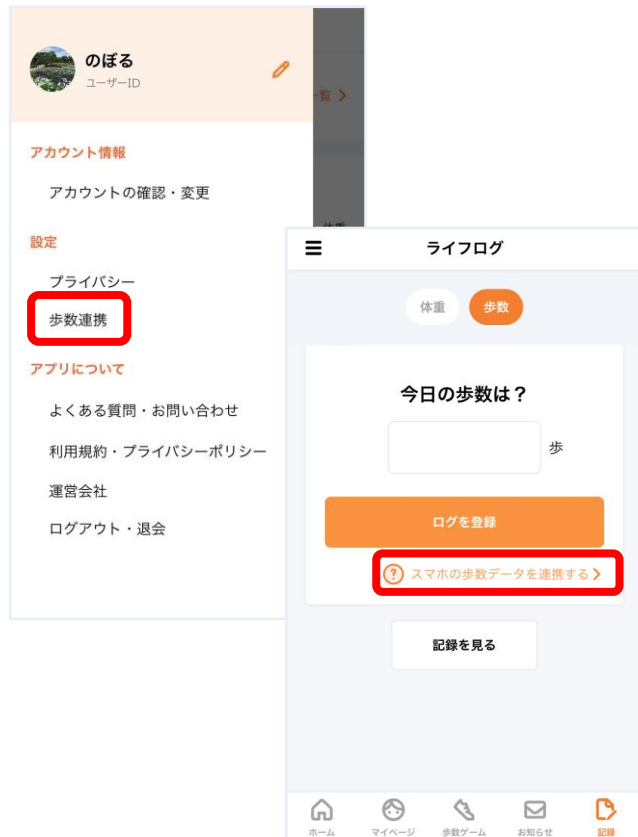 のぼる
ユーザーID
一覧
アカウント情報
アカウントの確認・変更
設定
プライバシー
歩数連携
アプリについて
よくある質問・お問い合わせ
利用規約・プライバシーポリシー
運営会社
ログアウト・退会
ライフログ
体重 歩数
今日の歩数は？
歩
ログを登録
? スマホの歩数データを連携する
記録を見る
ホーム マイページ 歩数ゲーム お知らせ 記録